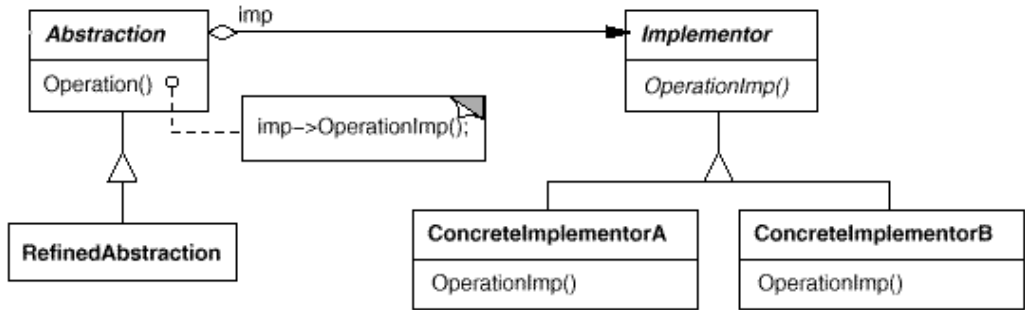 imp
Abstraction
Implementor
Operation()
OperationImp()
imp->OperationImp();
RefinedAbstraction
ConcreteImplementorA
ConcreteImplementorB
OperationImp()
OperationImp()